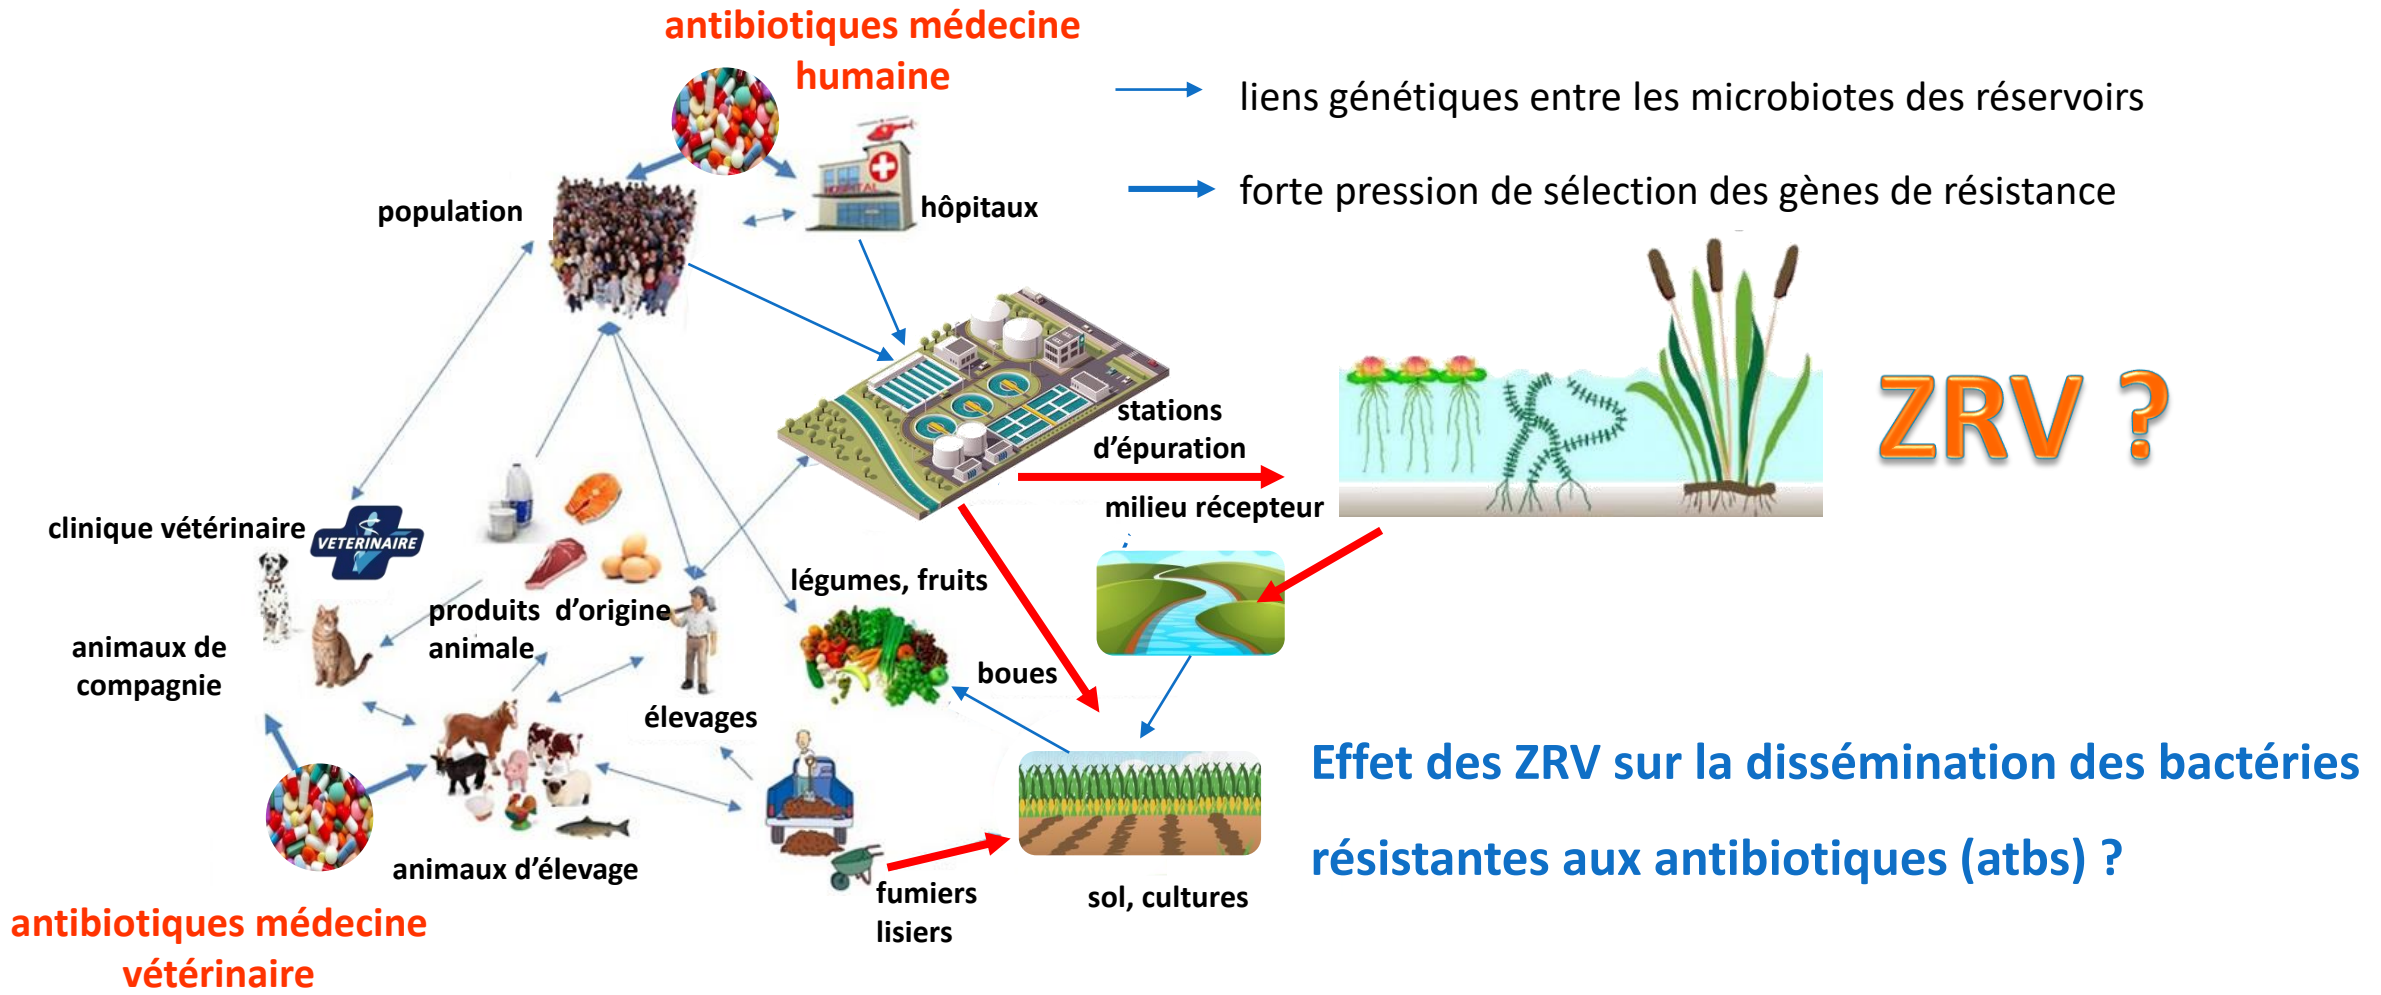 antibiotiques médecine
humaine
liens génétiques entre les microbiotes des réservoirs
forte pression de sélection des gènes de résistance
HOSPITAL
population
hôpitaux
ZRV ?
stations
d’épuration
milieu récepteur
clinique vétérinaire
VETERINAIRE
légumes, fruits
produits d’origine
animale
animaux de
compagnie
boues
élevages
Effet des ZRV sur la dissémination des bactéries
résistantes aux antibiotiques (atbs) ?
animaux d’élevage
fumiers
lisiers
sol, cultures
antibiotiques médecine
vétérinaire